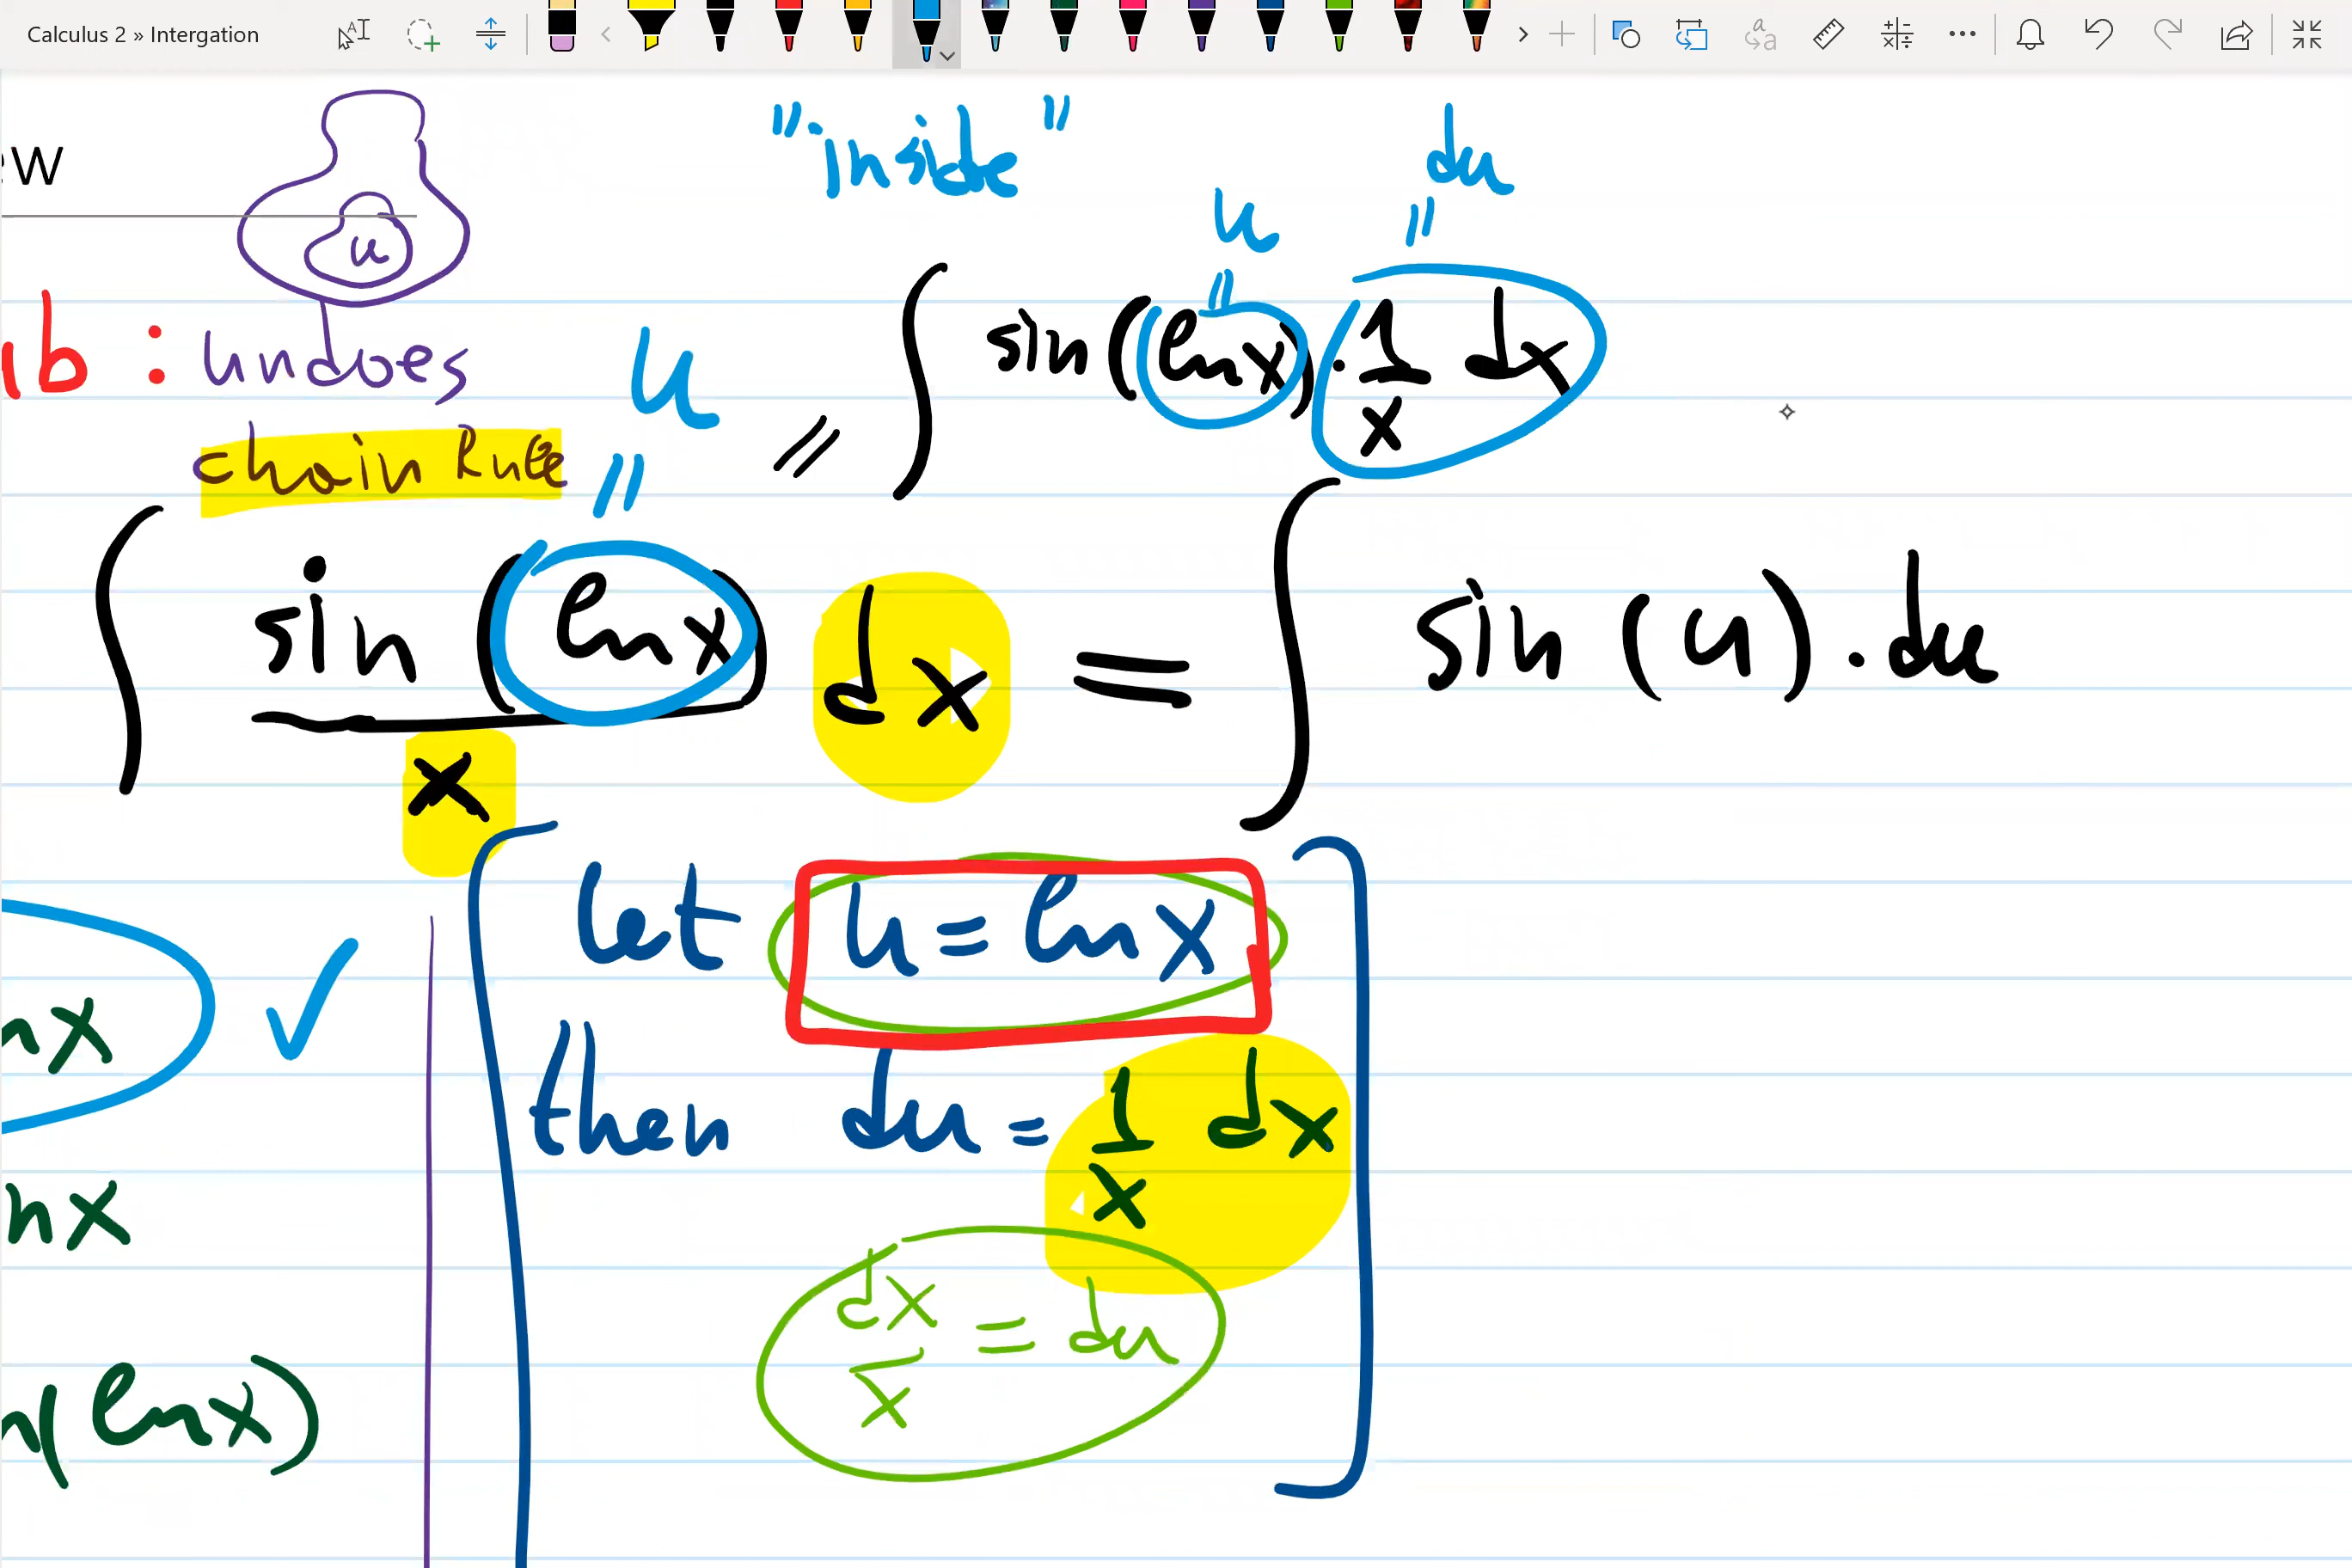 Calculus 2 » Intergation
w
u
"inside"
u
du
=
=
ub : undoes
chain Rule
u
=
= ∫ sin(ln x) · 1/x dx
∫ sin(ln x)/x dx = ∫ sin(u) · du
let u = ln x
then du = 1/x dx
dx/x = du
nx ✓
nx
n(ln x)